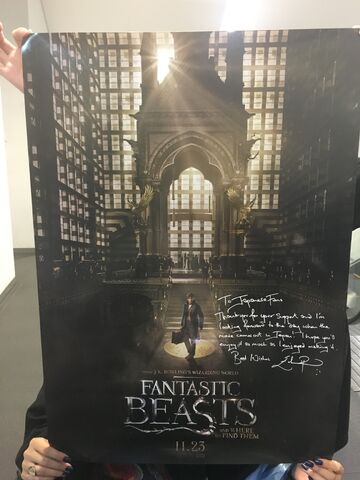 To Japanese Fans
Thank you for your support and I'm
looking forward to the day when the
movie comes out in Japan! I hope you'll
enjoy it as much as I enjoyed making it.
Best Wishes
J.K. ROWLING'S WIZARDING WORLD
FANTASTIC
BEASTS
AND WHERE
TO FIND THEM
11.23